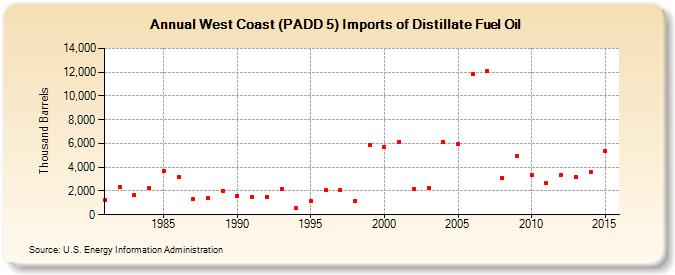 Annual West Coast (PADD 5) Imports of Distillate Fuel Oil
Thousand Barrels
14,000
12,000
10,000
8,000
6,000
4,000
2,000
0
1985 1990 1995 2000 2005 2010 2015
Source: U.S. Energy Information Administration